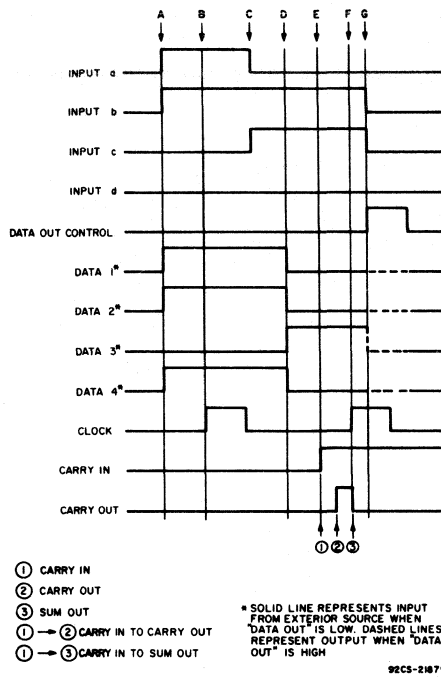 A B C D E F G
INPUT a
INPUT b
INPUT c
INPUT d
DATA OUT CONTROL
DATA 1*
DATA 2*
DATA 3*
DATA 4*
CLOCK
CARRY IN
CARRY OUT
① ② ③
① CARRY IN
② CARRY OUT
③ SUM OUT
① → ② CARRY IN TO CARRY OUT
① → ③ CARRY IN TO SUM OUT
* SOLID LINE REPRESENTS INPUT
FROM EXTERIOR SOURCE WHEN
"DATA OUT" IS LOW. DASHED LINES
REPRESENT OUTPUT WHEN "DATA
OUT" IS HIGH
92CS-2187